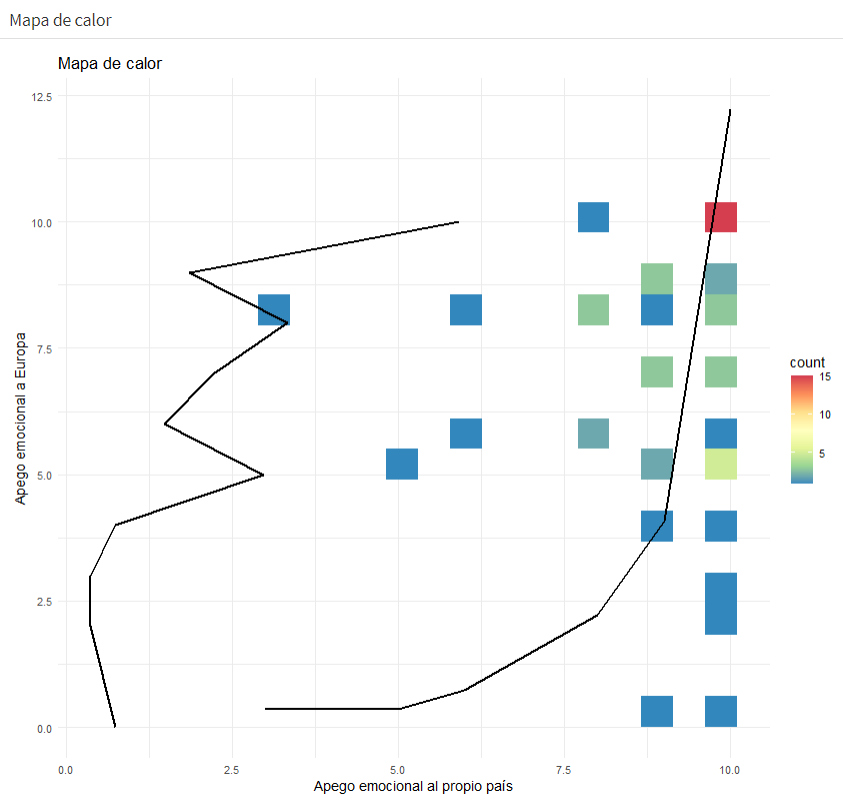 Mapa de calor
Mapa de calor
12.5
10.0
7.5
5.0
2.5
0.0
Apego emocional a Europa
0.0 2.5 5.0 7.5 10.0
Apego emocional al propio país
count
15
10
5